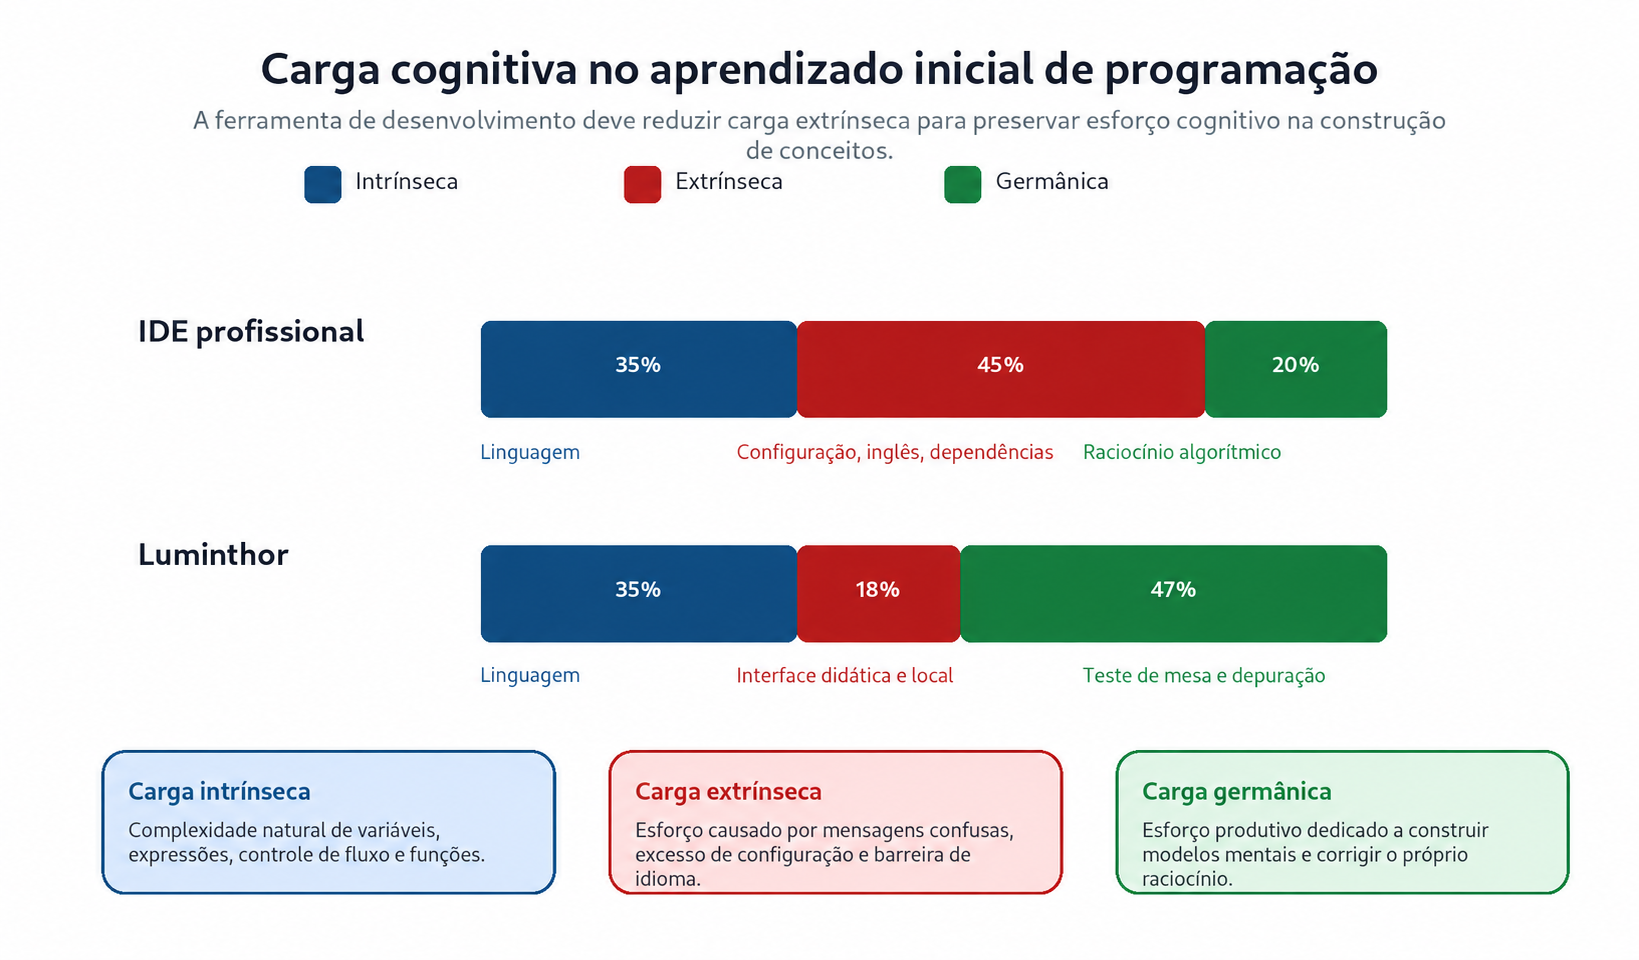 Carga cognitiva no aprendizado inicial de programação
A ferramenta de desenvolvimento deve reduzir carga extrínseca para preservar esforço cognitivo na construção
de conceitos.
Intrínseca
Extrínseca
Germânica
IDE profissional
35%
45%
20%
Linguagem
Configuração, inglês, dependências
Raciocínio algorítmico
Luminthor
35%
18%
47%
Linguagem
Interface didática e local
Teste de mesa e depuração
Carga intrínseca
Complexidade natural de variáveis,
expressões, controle de fluxo e funções.
Carga extrínseca
Esforço causado por mensagens confusas,
excesso de configuração e barreira de
idioma.
Carga germânica
Esforço produtivo dedicado a construir
modelos mentais e corrigir o próprio
raciocínio.